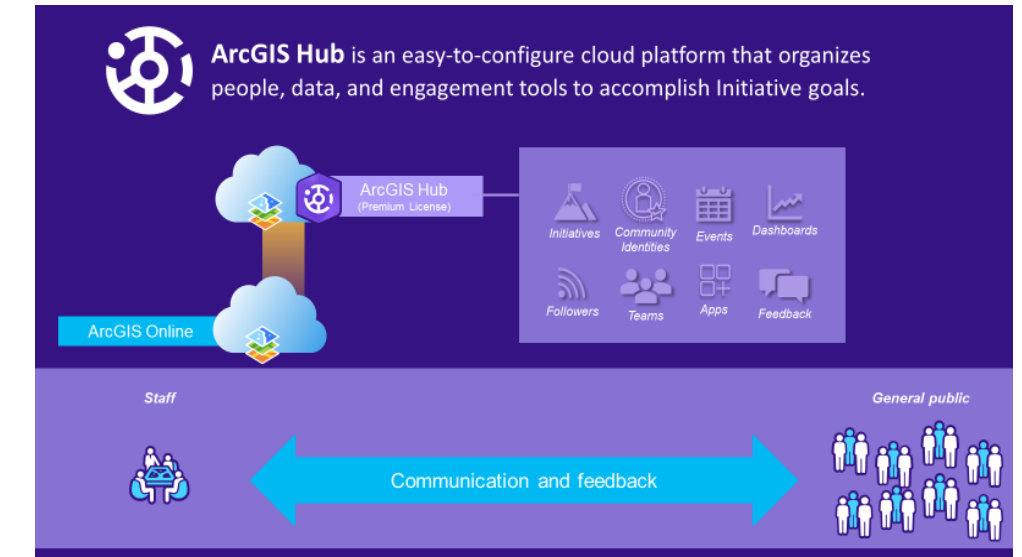 ArcGIS Hub is an easy-to-configure cloud platform that organizes
people, data, and engagement tools to accomplish Initiative goals.
ArcGIS Hub
(Premium License)
Initiatives
Community
Identities
Events
Dashboards
Followers
Teams
Apps
Feedback
ArcGIS Online
Staff
General public
Communication and feedback